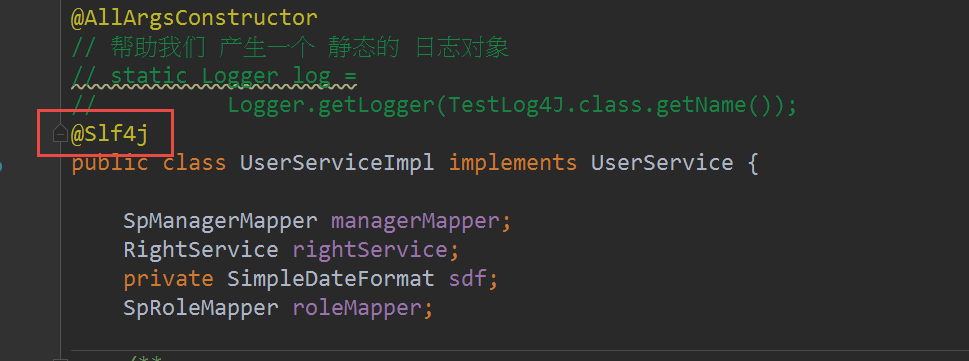 @AllArgsConstructor
// 帮助我们 产生一个 静态的 日志对象
// static Logger log =
//          Logger.getLogger(TestLog4J.class.getName());
@Slf4j
public class UserServiceImpl implements UserService {
SpManagerMapper managerMapper;
RightService rightService;
private SimpleDateFormat sdf;
SpRoleMapper roleMapper;
/**